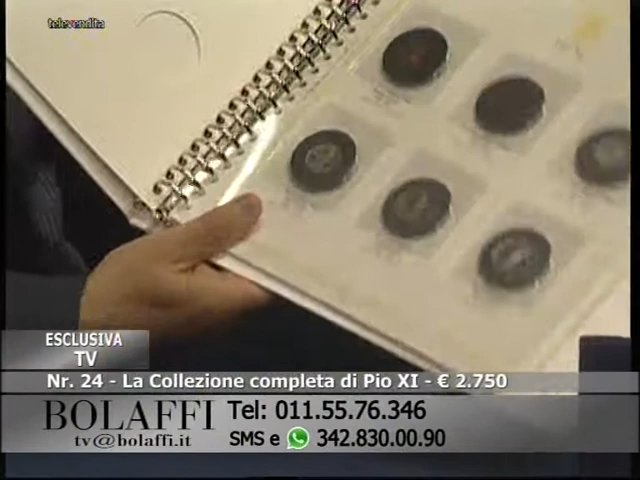 televendita
ESCLUSIVA
TV
Nr. 24 - La Collezione completa di Pio XI - € 2.750
BOLAFFI
tv@bolaffi.it
Tel: 011.55.76.346
SMS e 342.830.00.90